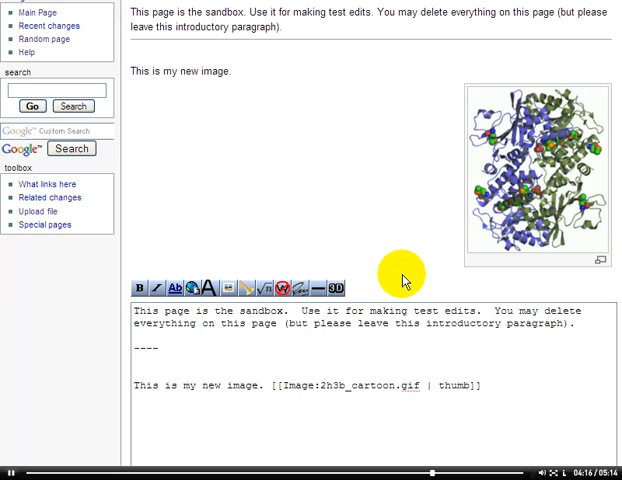 This page is the sandbox. Use it for making test edits. You may delete everything on this page (but please
leave this introductory paragraph).
Main Page
Recent changes
Random page
Help
search
Go
Search
Google™ Custom Search
Google™ Search
toolbox
What links here
Related changes
Upload file
Special pages
This is my new image.
B I Ab A √n W 3D
This page is the sandbox. Use it for making test edits. You may delete
everything on this page (but please leave this introductory paragraph).
----
This is my new image. [[Image:2h3b_cartoon.gif | thumb]]
04:16/05:14